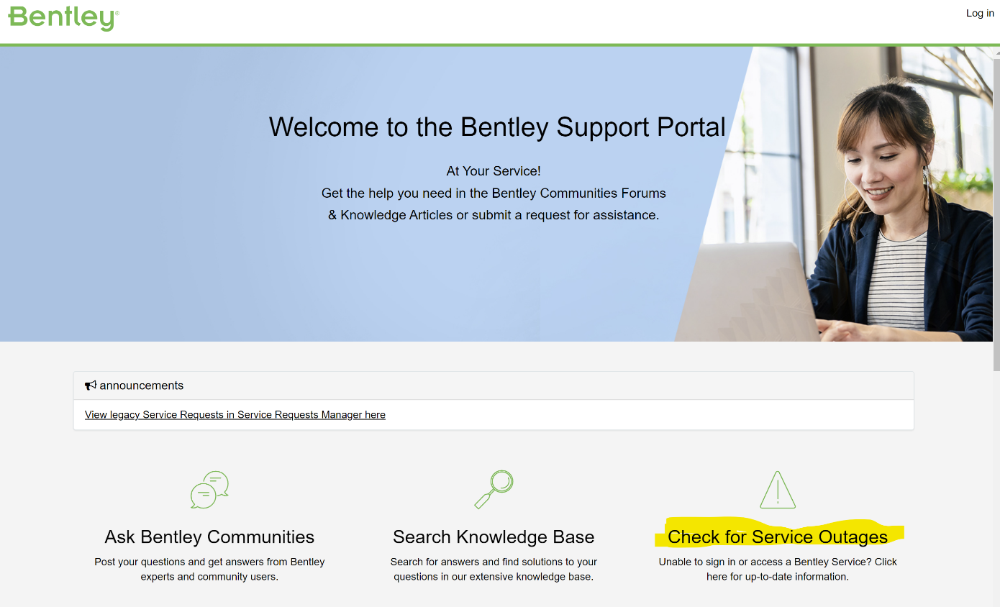 Bentley®
Log in
Welcome to the Bentley Support Portal
At Your Service!
Get the help you need in the Bentley Communities Forums
& Knowledge Articles or submit a request for assistance.
announcements
View legacy Service Requests in Service Requests Manager here
Ask Bentley Communities
Post your questions and get answers from Bentley
experts and community users.
Search Knowledge Base
Search for answers and find solutions to your
questions in our extensive knowledge base.
Check for Service Outages
Unable to sign in or access a Bentley Service? Click
here for up-to-date information.